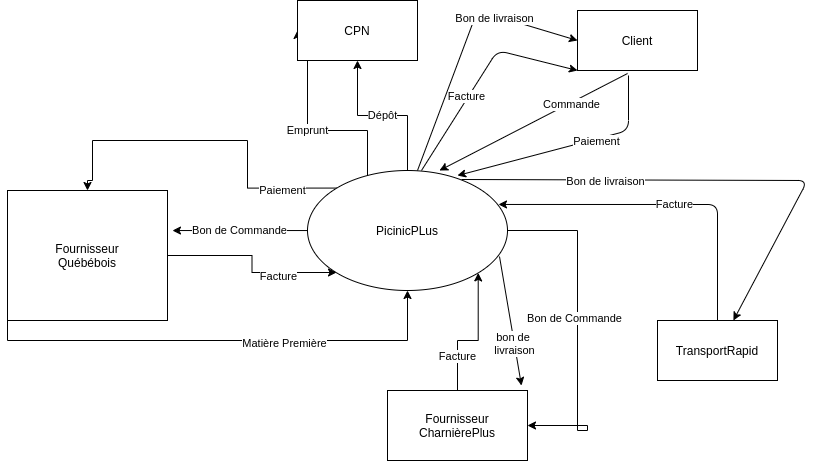 Bon de livraison
CPN
Client
Facture
Commande
Dépôt
Emprunt
Paiement
Bon de livraison
Paiement
Facture
Bon de Commande
PicinicPLus
Fournisseur
Québébois
Facture
Bon de Commande
bon de
livraison
Matière Première
Facture
TransportRapid
Fournisseur
CharnièrePlus